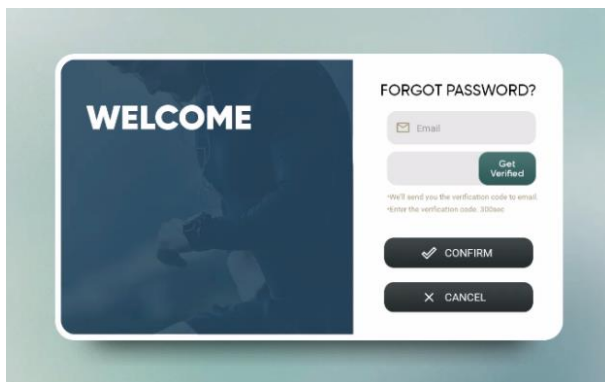 WELCOME
FORGOT PASSWORD?
Email
Get
Verified
*We'll send you the verification code to email.
*Enter the verification code. 300sec
CONFIRM
CANCEL